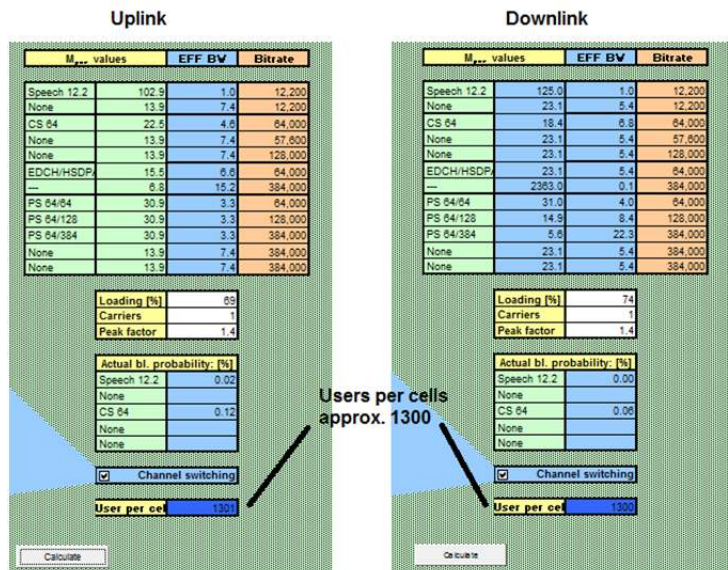 Uplink
M values EFF BW Bitrate
Speech 12.2 102.9 1.0 12,200
None 13.9 7.4 12,200
CS 64 22.5 4.6 64,000
None 13.9 7.4 57,600
None 13.9 7.4 128,000
EDCH/HSDP 15.5 6.6 64,000
--- 6.8 15.2 384,000
PS 64/64 30.9 3.3 64,000
PS 64/128 30.9 3.3 128,000
PS 64/384 30.9 3.3 384,000
None 13.9 7.4 384,000
None 13.9 7.4 384,000
Loading [%] 69
Carriers 1
Peak factor 1.4
Actual bl. probability: [%]
Speech 12.2 0.02
None
CS 64 0.12
None
None
Channel switching
User per cel 1301
Calculate
Users per cells
approx. 1300
Downlink
values EFF BW Bitrate
Speech 12.2 125.0 1.0 12,200
None 23.1 5.4 12,200
CS 64 18.4 6.8 64,000
None 23.1 5.4 57,600
None 23.1 5.4 128,000
EDCH/HSDP 23.1 5.4 64,000
--- 2363.0 0.1 384,000
PS 64/64 31.0 4.0 64,000
PS 64/128 14.9 8.4 128,000
PS 64/384 5.6 22.3 384,000
None 23.1 5.4 384,000
None 23.1 5.4 384,000
Loading [%] 74
Carriers 1
Peak factor 1.4
Actual bl. probability: [%]
Speech 12.2 0.00
None
CS 64 0.06
None
None
Channel switching
User per cel 1300
Calculate